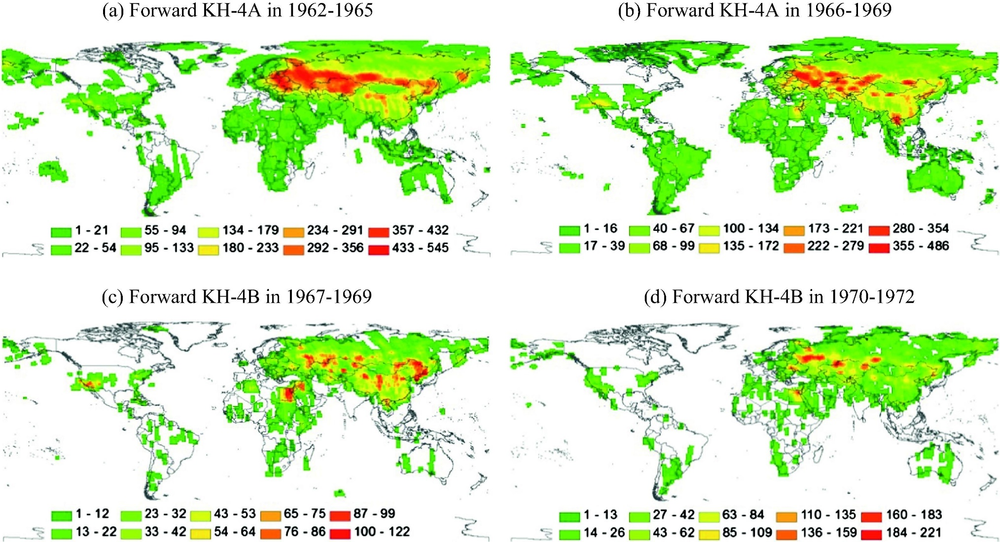 (a) Forward KH-4A in 1962-1965
(b) Forward KH-4A in 1966-1969
1 - 21 55 - 94 134 - 179 234 - 291 357 - 432
22 - 54 95 - 133 180 - 233 292 - 356 433 - 545
1 - 16 40 - 67 100 - 134 173 - 221 280 - 354
17 - 39 68 - 99 135 - 172 222 - 279 355 - 486
(c) Forward KH-4B in 1967-1969
(d) Forward KH-4B in 1970-1972
1 - 12 23 - 32 43 - 53 65 - 75 87 - 99
13 - 22 33 - 42 54 - 64 76 - 86 100 - 122
1 - 13 27 - 42 63 - 84 110 - 135 160 - 183
14 - 26 43 - 62 85 - 109 136 - 159 184 - 221